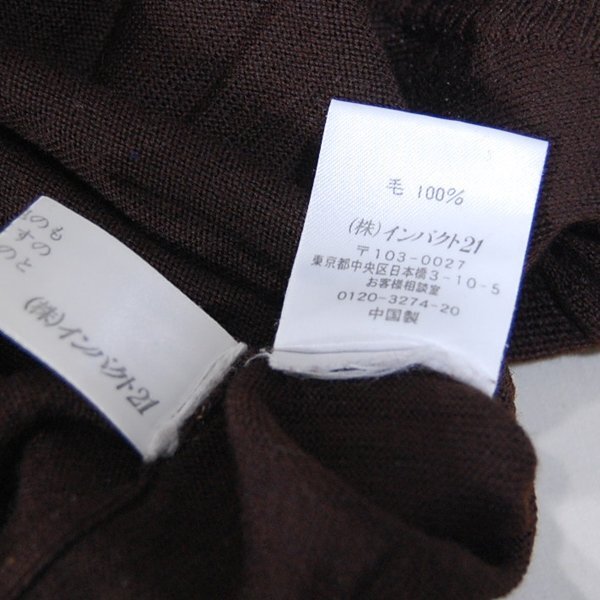 のも
すの
のと
(株)インパクト21
毛 100%
(株)インパクト21
〒103-0027
東京都中央区日本橋3-10-5
お客様相談室
0120-3274-20
中国製